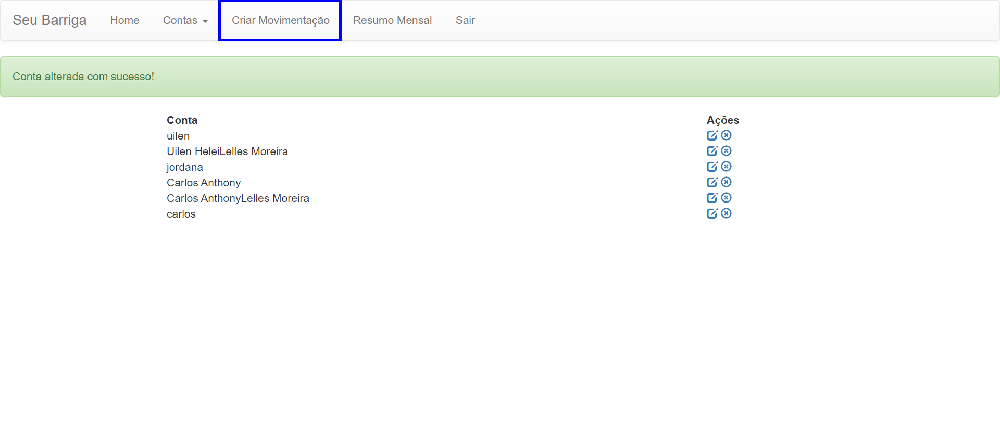 Seu Barriga Home Contas Criar Movimentação Resumo Mensal Sair
Conta alterada com sucesso!
Conta Ações
uilen
Uilen HeleiLelles Moreira
jordana
Carlos Anthony
Carlos AnthonyLelles Moreira
carlos